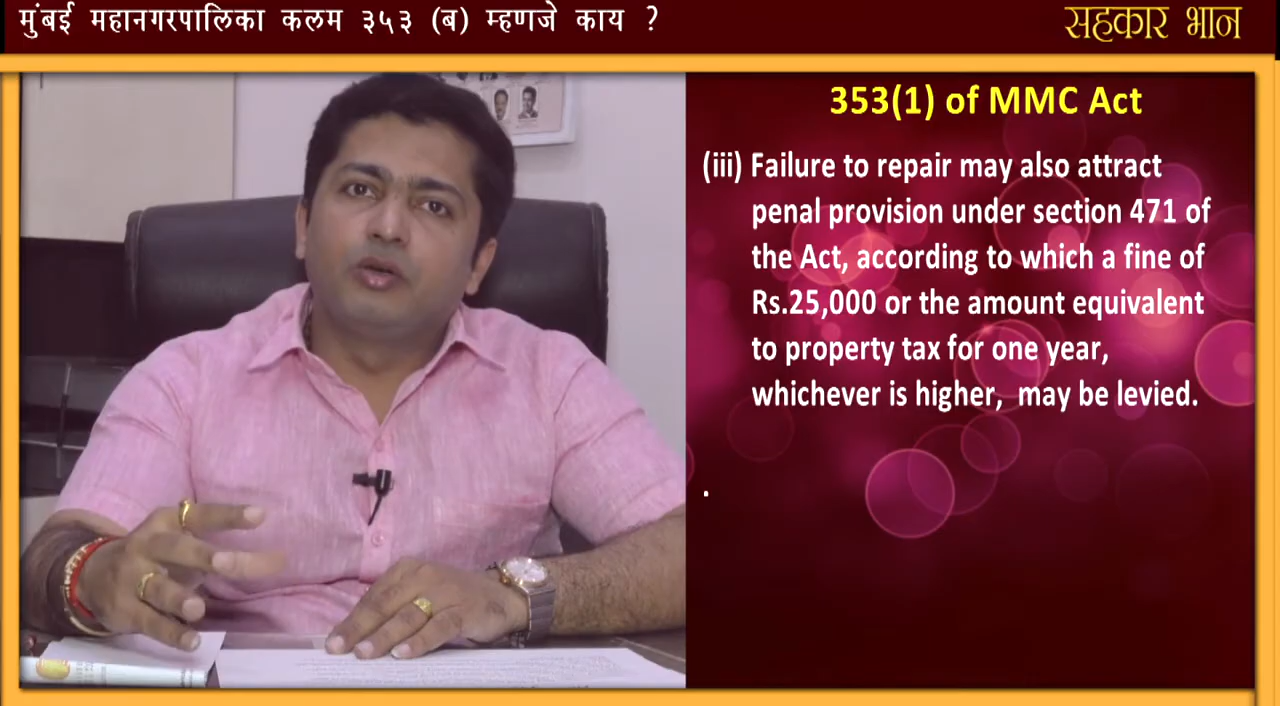 मुंबई महानगरपालिका कलम ३५३ (ब) म्हणजे काय ?
सहकार भान
353(1) of MMC Act
(iii) Failure to repair may also attract
penal provision under section 471 of
the Act, according to which a fine of
Rs.25,000 or the amount equivalent
to property tax for one year,
whichever is higher, may be levied.
.